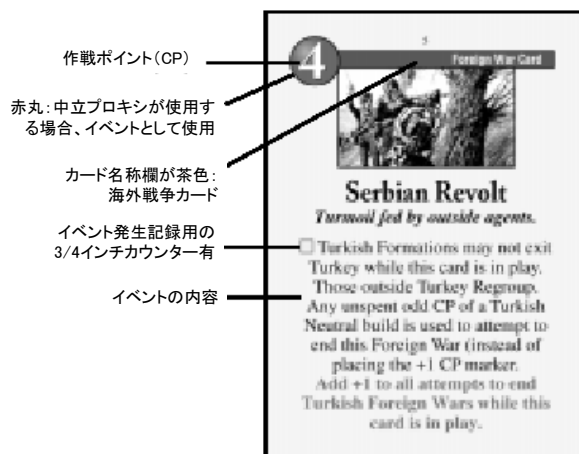 作戦ポイント(CP)
赤丸:中立プロキシが使用す
る場合、イベントとして使用
カード名称欄が茶色:
海外戦争カード
イベント発生記録用の
3/4インチカウンター有
イベントの内容
5
4
Foreign War Card
Serbian Revolt
Turmoil fed by outside agents.
Turkish Formations may not exit
Turkey while this card is in play.
Those outside Turkey Regroup.
Any unspent odd CP of a Turkish
Neutral build is used to attempt to
end this Foreign War (instead of
placing the +1 CP marker.
Add +1 to all attempts to end
Turkish Foreign Wars while this
card is in play.